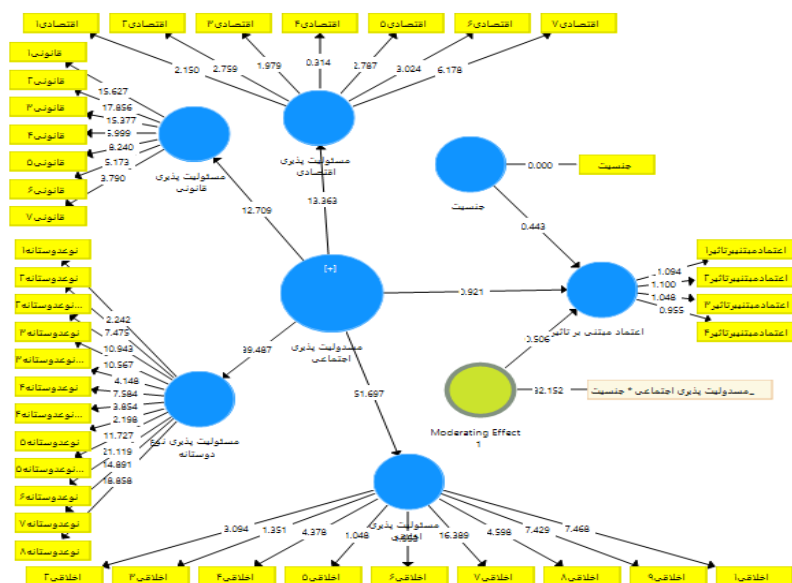 اقتصادی۱
اقتصادی۲
اقتصادی۳
اقتصادی۴
اقتصادی۵
اقتصادی۶
اقتصادی۷
2.150
2.759
1.979
0.314
2.787
3.024
6.178
قانونی۱
قانونی۲
قانونی۳
قانونی۴
قانونی۵
قانونی۶
قانونی۷
15.627
17.856
15.377
5.999
8.240
5.173
3.790
مسئولیت پذیری
قانونی
مسئولیت پذیری
اقتصادی
12.709
13.363
جنسیت
0.000
جنسیت
0.443
[+]
مسدولیت پذیری
اجتماعی
0.921
اعتماد مبتنی بر تاثیر
1.094
1.100
1.048
0.955
اعتمادمبتنیبرتاثیر۱
اعتمادمبتنیبرتاثیر۲
اعتمادمبتنیبرتاثیر۳
اعتمادمبتنیبرتاثیر۴
0.506
Moderating Effect
1
32.152
_مسدولیت پذیری اجتماعی * جنسیت
نوعدوستانه۱
نوعدوستانه۲
نوعدوستانه۲...
نوعدوستانه۳
نوعدوستانه۳...
نوعدوستانه۴
نوعدوستانه۴...
نوعدوستانه۵
نوعدوستانه۵...
نوعدوستانه۶
نوعدوستانه۷
نوعدوستانه۸
2.242
7.475
10.943
10.567
4.148
7.584
3.854
2.198
11.727
21.119
14.891
18.858
39.487
مسئولیت پذیری نوع
دوستانه
51.697
مسئولیت پذیری
اخلاقی
3.094
1.351
4.378
1.048
16.389
4.598
7.429
7.468
اخلاقی۲
اخلاقی۳
اخلاقی۴
اخلاقی۵
اخلاقی۶
اخلاقی۷
اخلاقی۸
اخلاقی۹
اخلاقی۱